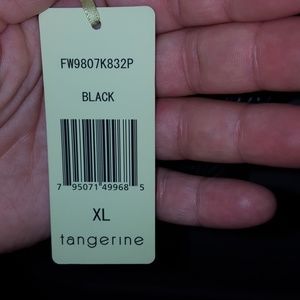 FW9807K832P
BLACK
7 95071 49968 5
XL
tangerine